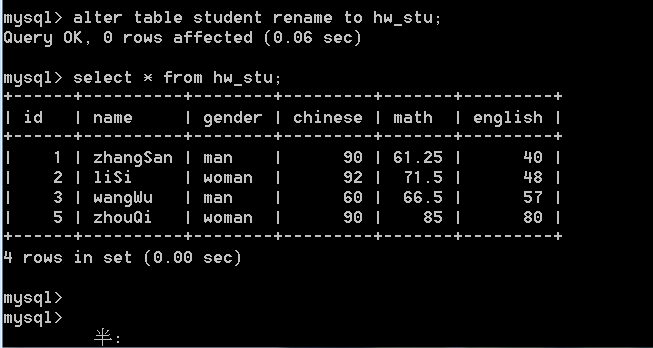 mysql> alter table student rename to hw_stu;
Query OK, 0 rows affected (0.06 sec)
mysql> select * from hw_stu;
+------+----------+--------+---------+-------+---------+
| id   | name     | gender | chinese | math  | english |
+------+----------+--------+---------+-------+---------+
|    1 | zhangSan | man    |      90 | 61.25 |      40 |
|    2 | liSi     | woman  |      92 |  71.5 |      48 |
|    3 | wangWu   | man    |      60 |  66.5 |      57 |
|    5 | zhouQi   | woman  |      90 |    85 |      80 |
+------+----------+--------+---------+-------+---------+
4 rows in set (0.00 sec)
mysql>
mysql>
半: